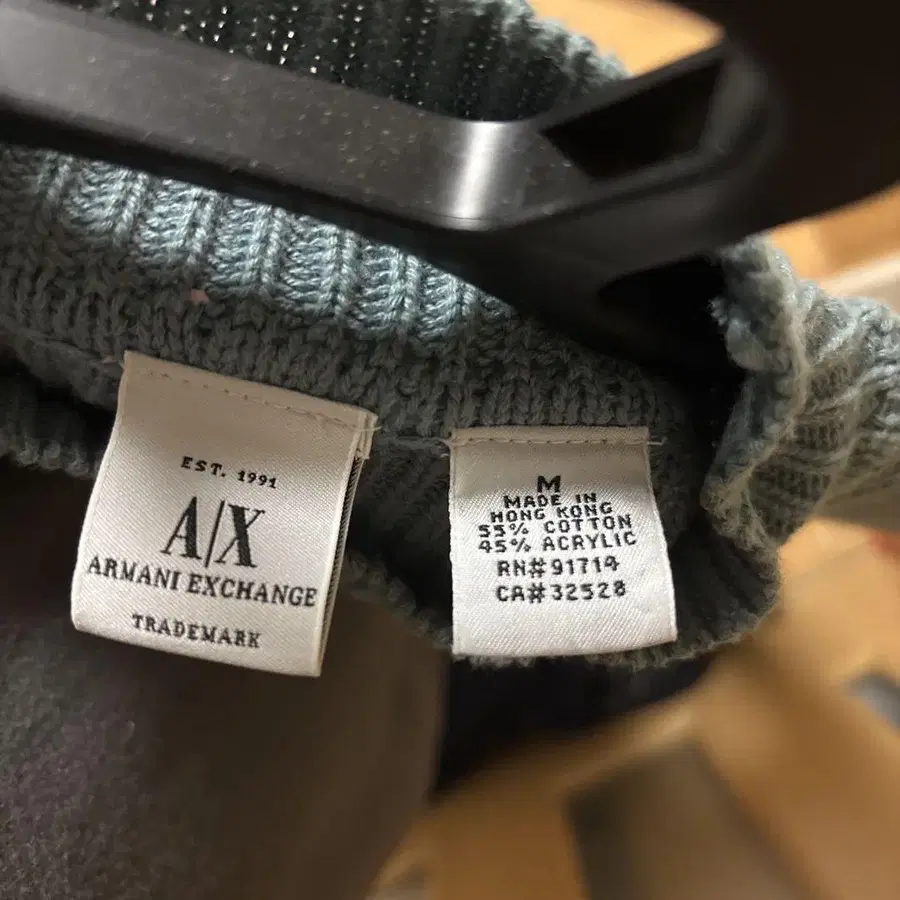 EST. 1991
A|X
ARMANI EXCHANGE
TRADEMARK
M
MADE IN
HONG KONG
55% COTTON
45% ACRYLIC
RN# 91714
CA# 32528